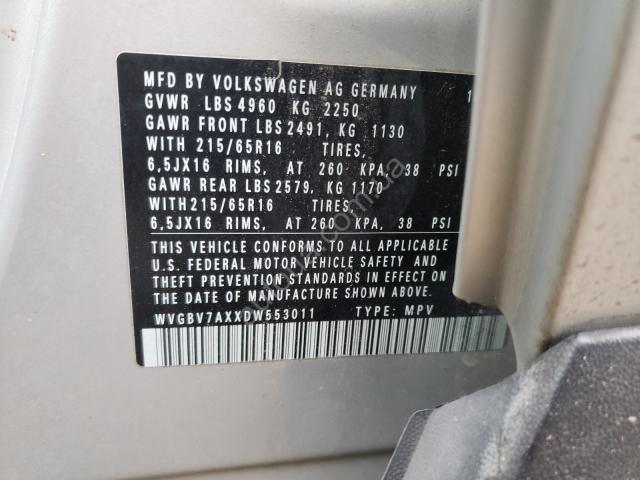 MFD BY VOLKSWAGEN AG GERMANY 1
GVWR LBS 4960 KG 2250
GAWR FRONT LBS 2491, KG 1130
WITH 215/65R16 TIRES,
6,5JX16 RIMS, AT 260 KPA, 38 PSI
GAWR REAR LBS 2579, KG 1170
WITH 215/65R16 TIRES,
6,5JX16 RIMS, AT 260 KPA, 38 PSI
THIS VEHICLE CONFORMS TO ALL APPLICABLE
U.S. FEDERAL MOTOR VEHICLE SAFETY AND
THEFT PREVENTION STANDARDS IN EFFECT ON
THE DATE OF MANUFACTURE SHOWN ABOVE.
WVGBV7AXXDW553011 TYPE: MPV